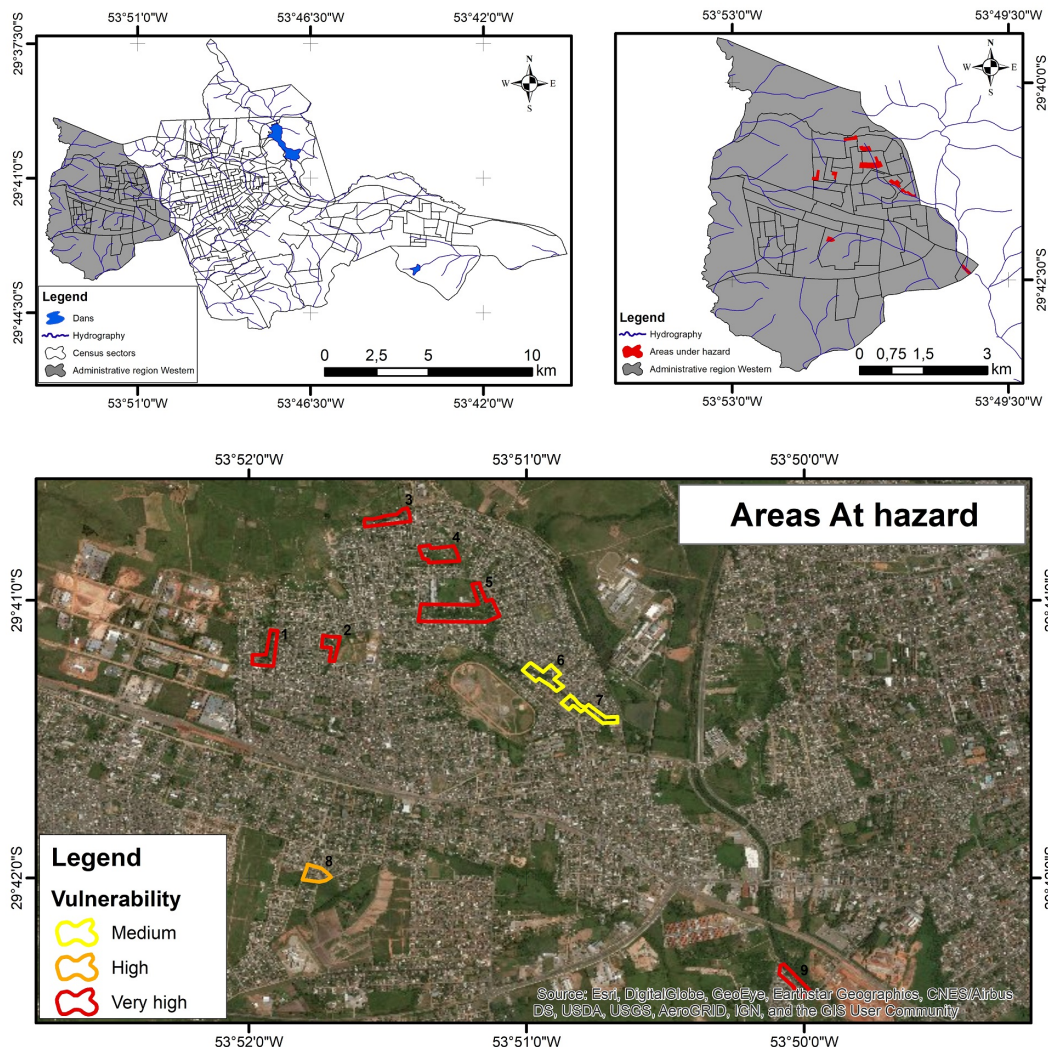 53°51'0"W 53°46'30"W 53°42'0"W
29°37'30"S
29°41'0"S
29°44'30"S
N
W E
S
Legend
Dans
Hydrography
Census sectors
Administrative region Western
0 2,5 5 10
km
53°51'0"W 53°46'30"W 53°42'0"W
53°53'0"W 53°49'30"W
N
W E
S
29°40'0"S
29°42'30"S
Legend
Hydrography
Areas under hazard
Administrative region Western
0 0,75 1,5 3
km
53°53'0"W 53°49'30"W
53°52'0"W 53°51'0"W 53°50'0"W
Areas At hazard
29°41'0"S
29°42'0"S
3
4
5
1
2
6
7
8
9
Legend
Vulnerability
Medium
High
Very high
Source: Esri, DigitalGlobe, GeoEye, Earthstar Geographics, CNES/Airbus
DS, USDA, USGS, AeroGRID, IGN, and the GIS User Community
53°52'0"W 53°51'0"W 53°50'0"W